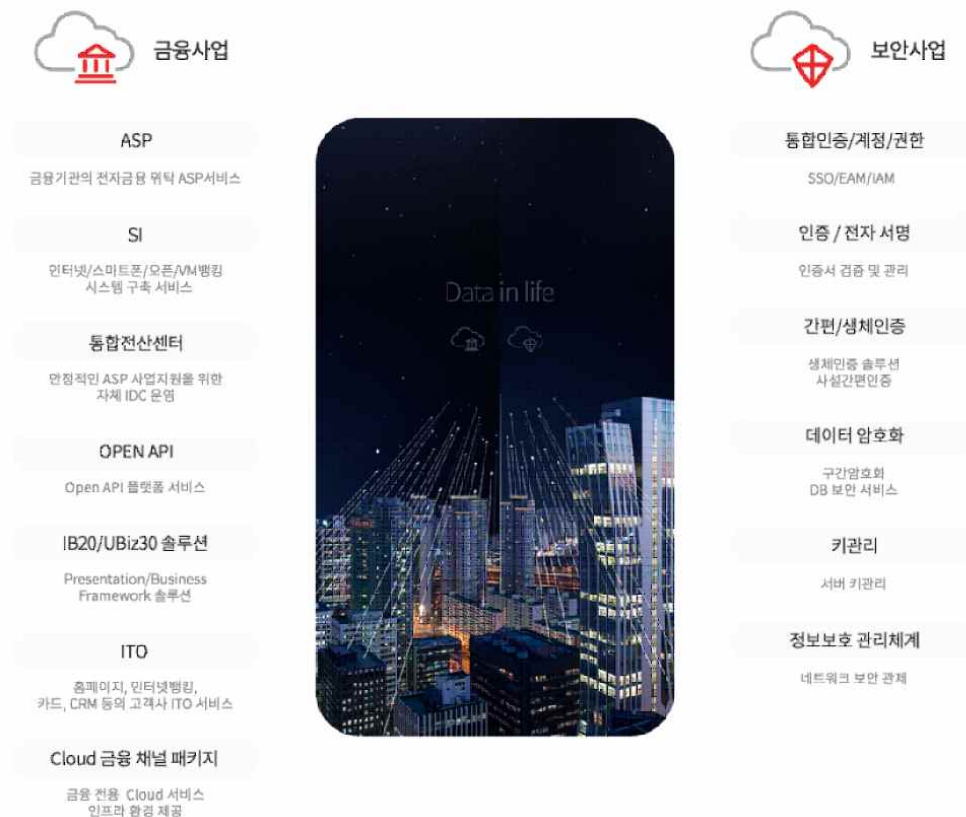 금융사업
ASP
금융기관의 전자금융 위탁 ASP서비스
SI
인터넷/스마트폰/오픈/VM뱅킹
시스템 구축 서비스
통합전산센터
안정적인 ASP 사업지원을 위한
자체 IDC 운영
OPEN API
Open API 플랫폼 서비스
IB20/UBiz30 솔루션
Presentation/Business
Framework 솔루션
ITO
홈페이지, 인터넷뱅킹,
카드, CRM 등의 고객사 ITO 서비스
Cloud 금융 채널 패키지
금융 전용 Cloud 서비스
인프라 환경 제공
Data in life
보안사업
통합인증/계정/권한
SSO/EAM/IAM
인증 / 전자 서명
인증서 검증 및 관리
간편/생체인증
생체인증 솔루션
사설간편인증
데이터 암호화
구간암호화
DB 보안 서비스
키관리
서버 키관리
정보보호 관리체계
네트워크 보안 관제